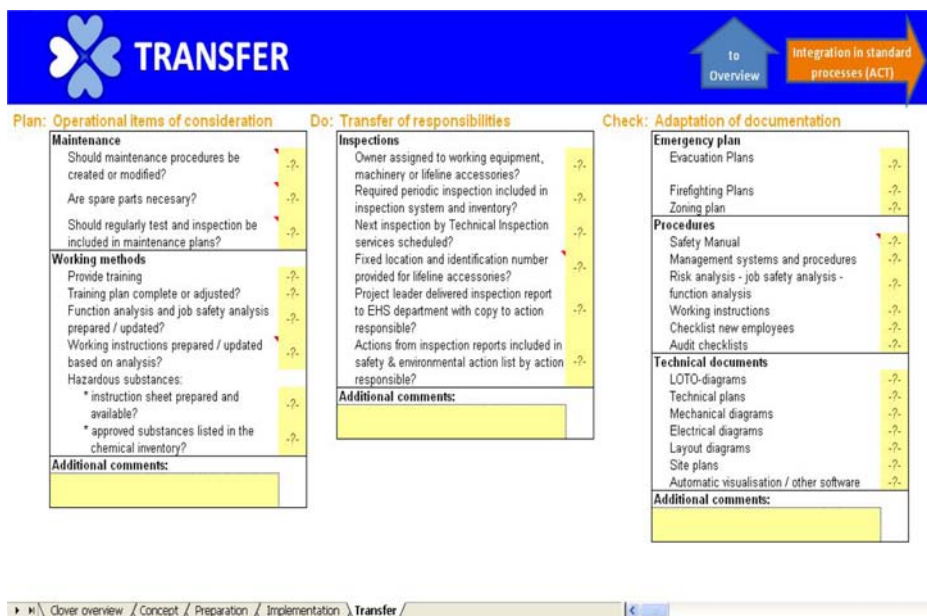 TRANSFER
to
Overview
Integration in standard
processes (ACT)
Plan: Operational items of consideration
Maintenance
Should maintenance procedures be
created or modified?
-?-
Are spare parts necesary?
-?-
Should regularly test and inspection be
included in maintenance plans?
-?-
Working methods
Provide training
-?-
Training plan complete or adjusted?
-?-
Function analysis and job safety analysis
prepared / updated?
-?-
Working instructions prepared / updated
based on analysis?
-?-
Hazardous substances:
* instruction sheet prepared and
available?
-?-
* approved substances listed in the
chemical inventory?
-?-
Additional comments:
Do: Transfer of responsibilities
Inspections
Owner assigned to working equipment,
machinery or lifeline accessories?
-?-
Required periodic inspection included in
inspection system and inventory?
-?-
Next inspection by Technical Inspection
services scheduled?
-?-
Fixed location and identification number
provided for lifeline accessories?
-?-
Project leader delivered inspection report
to EHS department with copy to action
responsible?
-?-
Actions from inspection reports included in
safety & environmental action list by action
responsible?
-?-
Additional comments:
Check: Adaptation of documentation
Emergency plan
Evacuation Plans
-?-
Firefighting Plans
-?-
Zoning plan
-?-
Procedures
Safety Manual
-?-
Management systems and procedures
-?-
Risk analysis - job safety analysis -
function analysis
-?-
Working instructions
-?-
Checklist new employees
-?-
Audit checklists
-?-
Technical documents
LOTO-diagrams
-?-
Technical plans
-?-
Mechanical diagrams
-?-
Electrical diagrams
-?-
Layout diagrams
-?-
Site plans
-?-
Automatic visualisation / other software
-?-
Additional comments:
Clover overview / Concept / Preparation / Implementation \ Transfer /